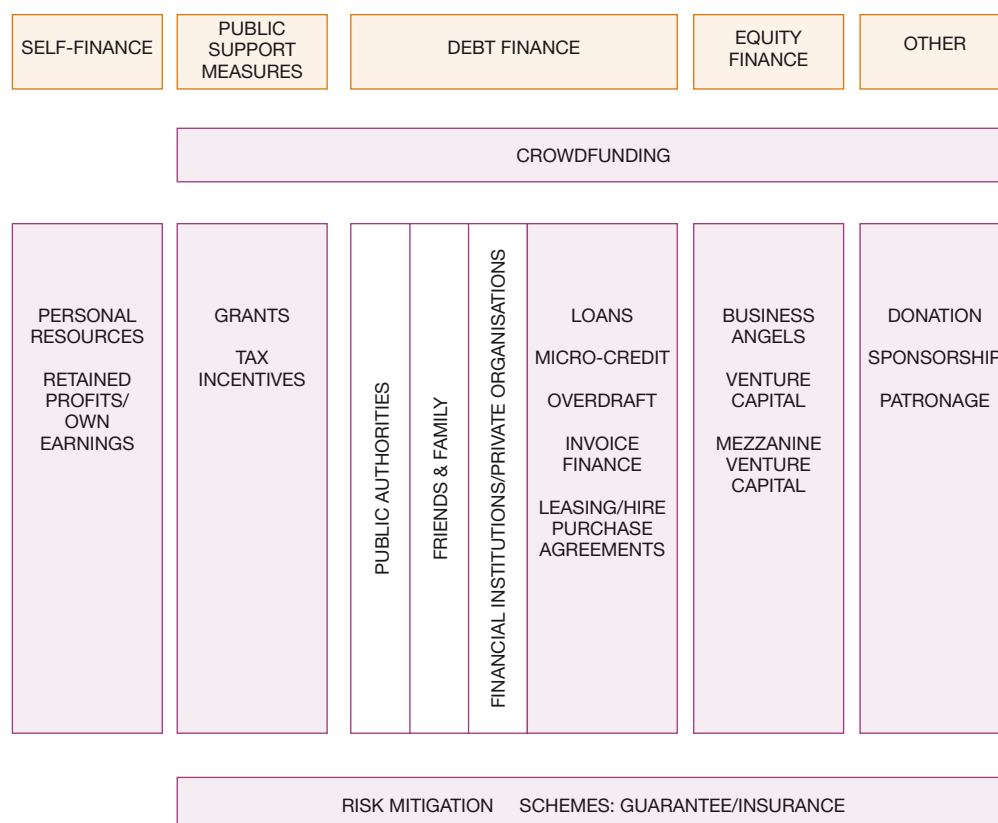 SELF-FINANCE
PUBLIC
SUPPORT
MEASURES
DEBT FINANCE
EQUITY
FINANCE
OTHER
CROWDFUNDING
PERSONAL
RESOURCES
RETAINED
PROFITS/
OWN
EARNINGS
GRANTS
TAX
INCENTIVES
PUBLIC AUTHORITIES
FRIENDS & FAMILY
FINANCIAL INSTITUTIONS/PRIVATE ORGANISATIONS
LOANS
MICRO-CREDIT
OVERDRAFT
INVOICE
FINANCE
LEASING/HIRE
PURCHASE
AGREEMENTS
BUSINESS
ANGELS
VENTURE
CAPITAL
MEZZANINE
VENTURE
CAPITAL
DONATION
SPONSORSHIP
PATRONAGE
RISK MITIGATION SCHEMES: GUARANTEE/INSURANCE